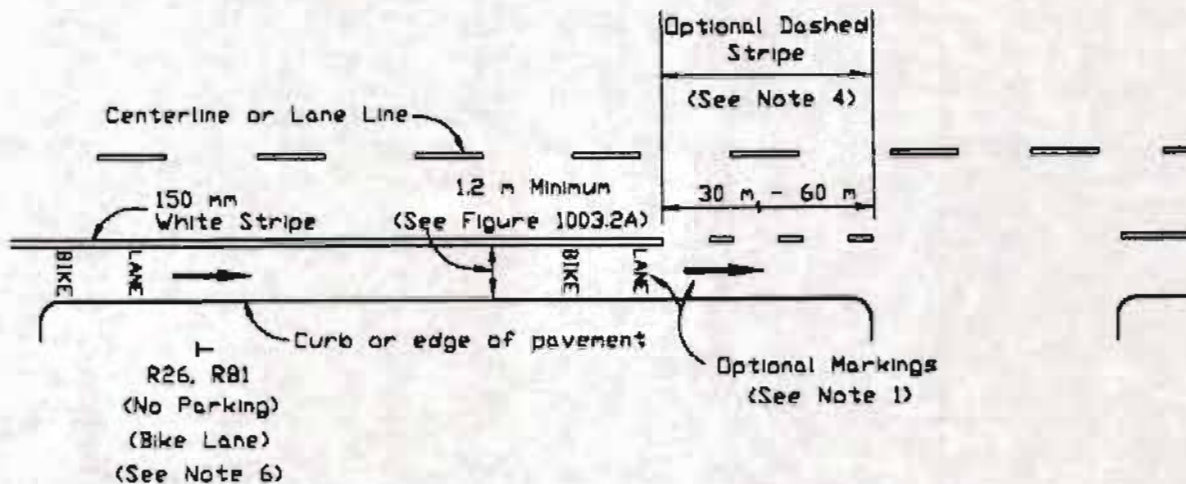 Optional Dashed
Stripe
(See Note 4)
Centerline or Lane Line
150 mm
White Stripe
1.2 m Minimum
(See Figure 1003.2A)
30 m - 60 m
BIKE
LANE
BIKE
LANE
Curb or edge of pavement
R26, R81
(No Parking)
(Bike Lane)
(See Note 6)
Optional Markings
(See Note 1)